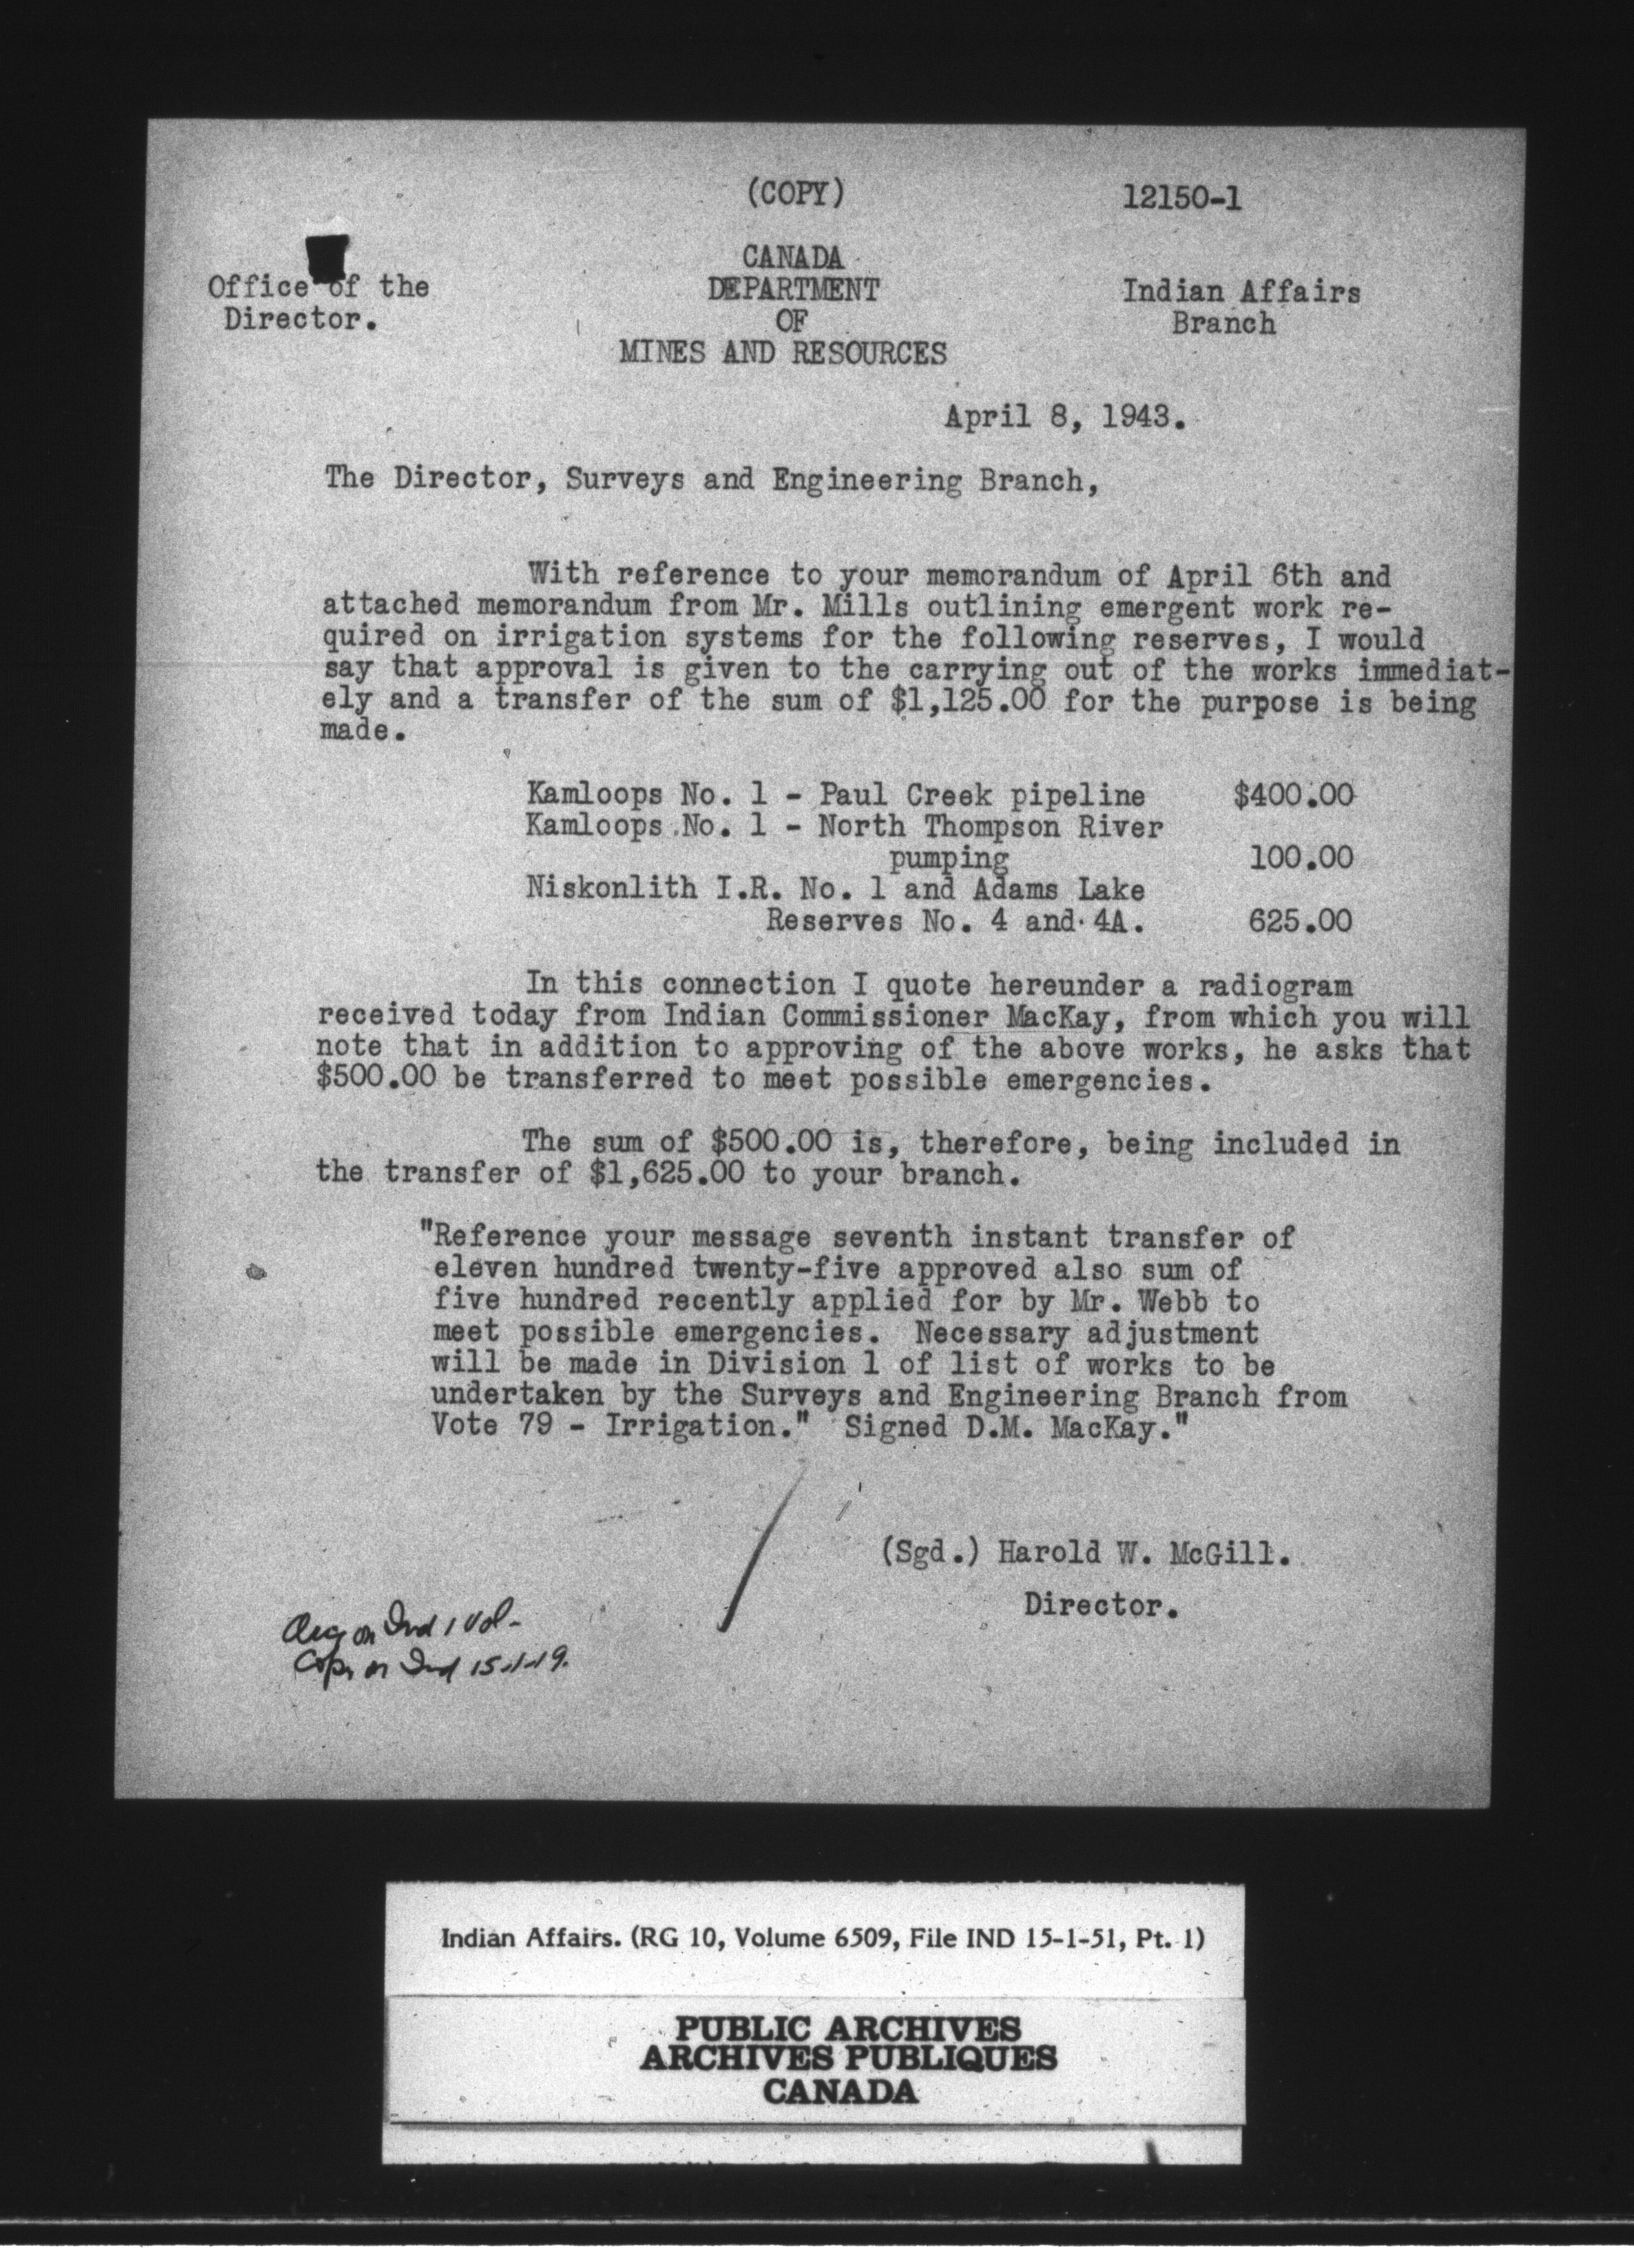 (COPY)
12150-1
Office of the
Director.
CANADA
DEPARTMENT
OF
MINES AND RESOURCES
Indian Affairs
Branch
April 8, 1943.
The Director, Surveys and Engineering Branch,
With reference to your memorandum of April 6th and
attached memorandum from Mr. Mills outlining emergent work re-
quired on irrigation systems for the following reserves, I would
say that approval is given to the carrying out of the works immediat-
ely and a transfer of the sum of $1,125.00 for the purpose is being
made.
Kamloops No. 1 - Paul Creek pipeline $400.00
Kamloops No. 1 - North Thompson River
pumping 100.00
Niskonlith I.R. No. 1 and Adams Lake
Reserves No. 4 and 4A. 625.00
In this connection I quote hereunder a radiogram
received today from Indian Commissioner MacKay, from which you will
note that in addition to approving of the above works, he asks that
$500.00 be transferred to meet possible emergencies.
The sum of $500.00 is, therefore, being included in
the transfer of $1,625.00 to your branch.
"Reference your message seventh instant transfer of
eleven hundred twenty-five approved also sum of
five hundred recently applied for by Mr. Webb to
meet possible emergencies. Necessary adjustment
will be made in Division 1 of list of works to be
undertaken by the Surveys and Engineering Branch from
Vote 79 - Irrigation." Signed D.M. MacKay."
(Sgd.) Harold W. McGill.
Director.
on Ind 1 Vol-
Copy on Ind 15-1-19.
Indian Affairs. (RG 10, Volume 6509, File IND 15-1-51, Pt. 1)
PUBLIC ARCHIVES
ARCHIVES PUBLIQUES
CANADA